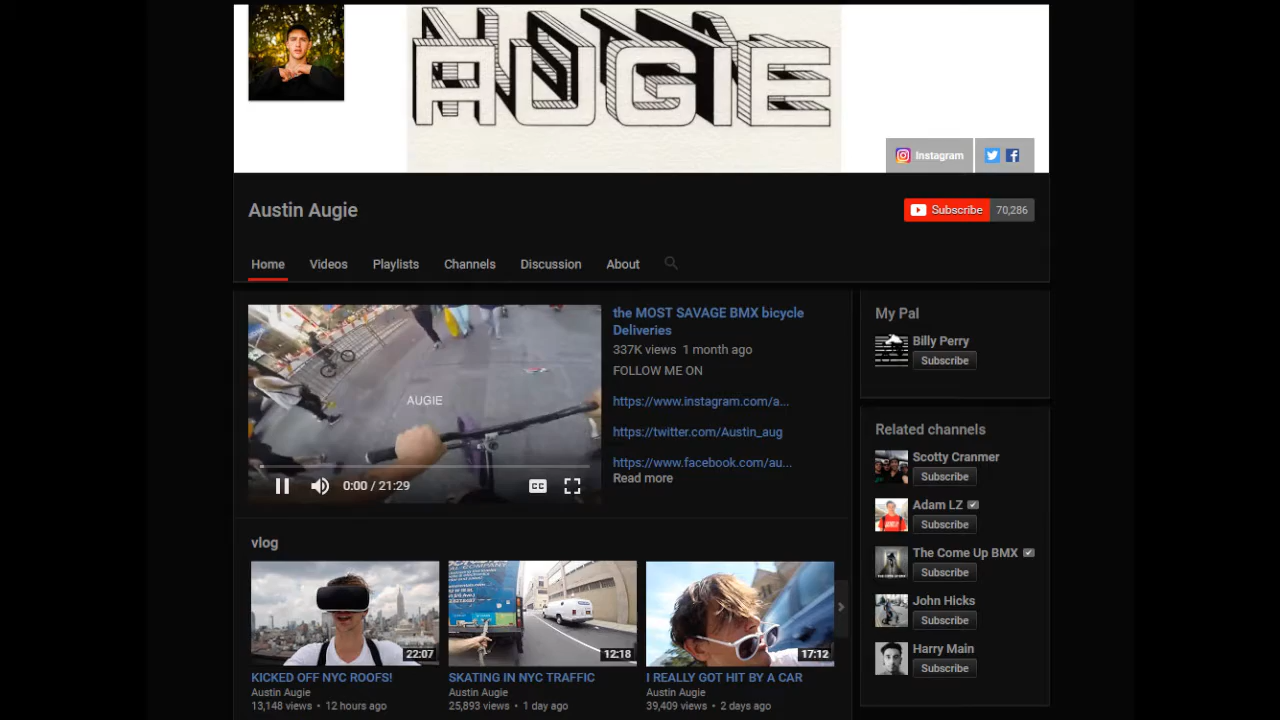 AUGIE
Instagram
Austin Augie
Subscribe 70,286
Home Videos Playlists Channels Discussion About
the MOST SAVAGE BMX bicycle
Deliveries
337K views 1 month ago
FOLLOW ME ON
https://www.instagram.com/a...
https://twitter.com/Austin_aug
https://www.facebook.com/au...
Read more
AUGIE
0:00 / 21:29
CC
My Pal
Billy Perry
Subscribe
Related channels
Scotty Cranmer
Subscribe
Adam LZ
Subscribe
The Come Up BMX
Subscribe
John Hicks
Subscribe
Harry Main
Subscribe
vlog
22:07
KICKED OFF NYC ROOFS!
Austin Augie
13,148 views • 12 hours ago
12:18
SKATING IN NYC TRAFFIC
Austin Augie
25,893 views • 1 day ago
17:12
I REALLY GOT HIT BY A CAR
Austin Augie
39,409 views • 2 days ago